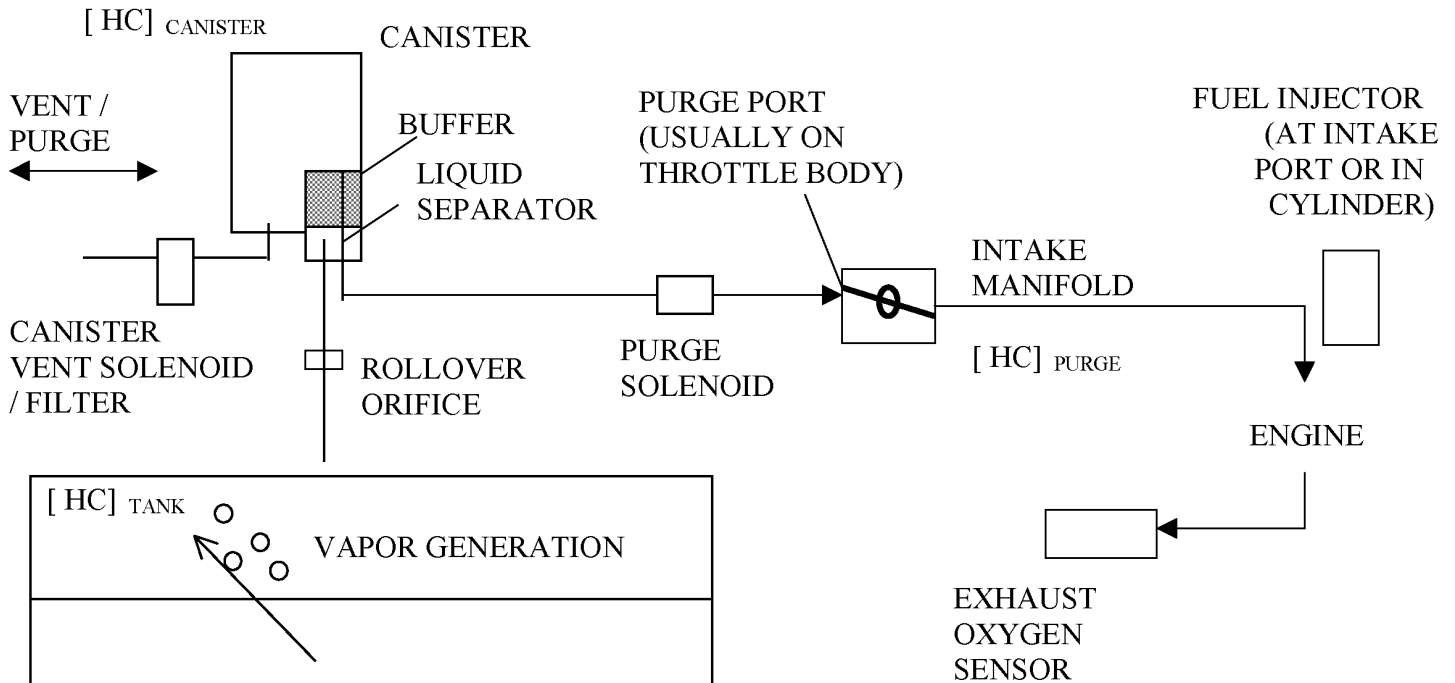 [ HC] CANISTER
CANISTER
VENT /
PURGE
BUFFER
LIQUID
SEPARATOR
PURGE PORT
(USUALLY ON
THROTTLE BODY)
FUEL INJECTOR
(AT INTAKE
PORT OR IN
CYLINDER)
INTAKE
MANIFOLD
CANISTER
VENT SOLENOID
/ FILTER
ROLLOVER
ORIFICE
PURGE
SOLENOID
[ HC] PURGE
ENGINE
[ HC] TANK
VAPOR GENERATION
EXHAUST
OXYGEN
SENSOR